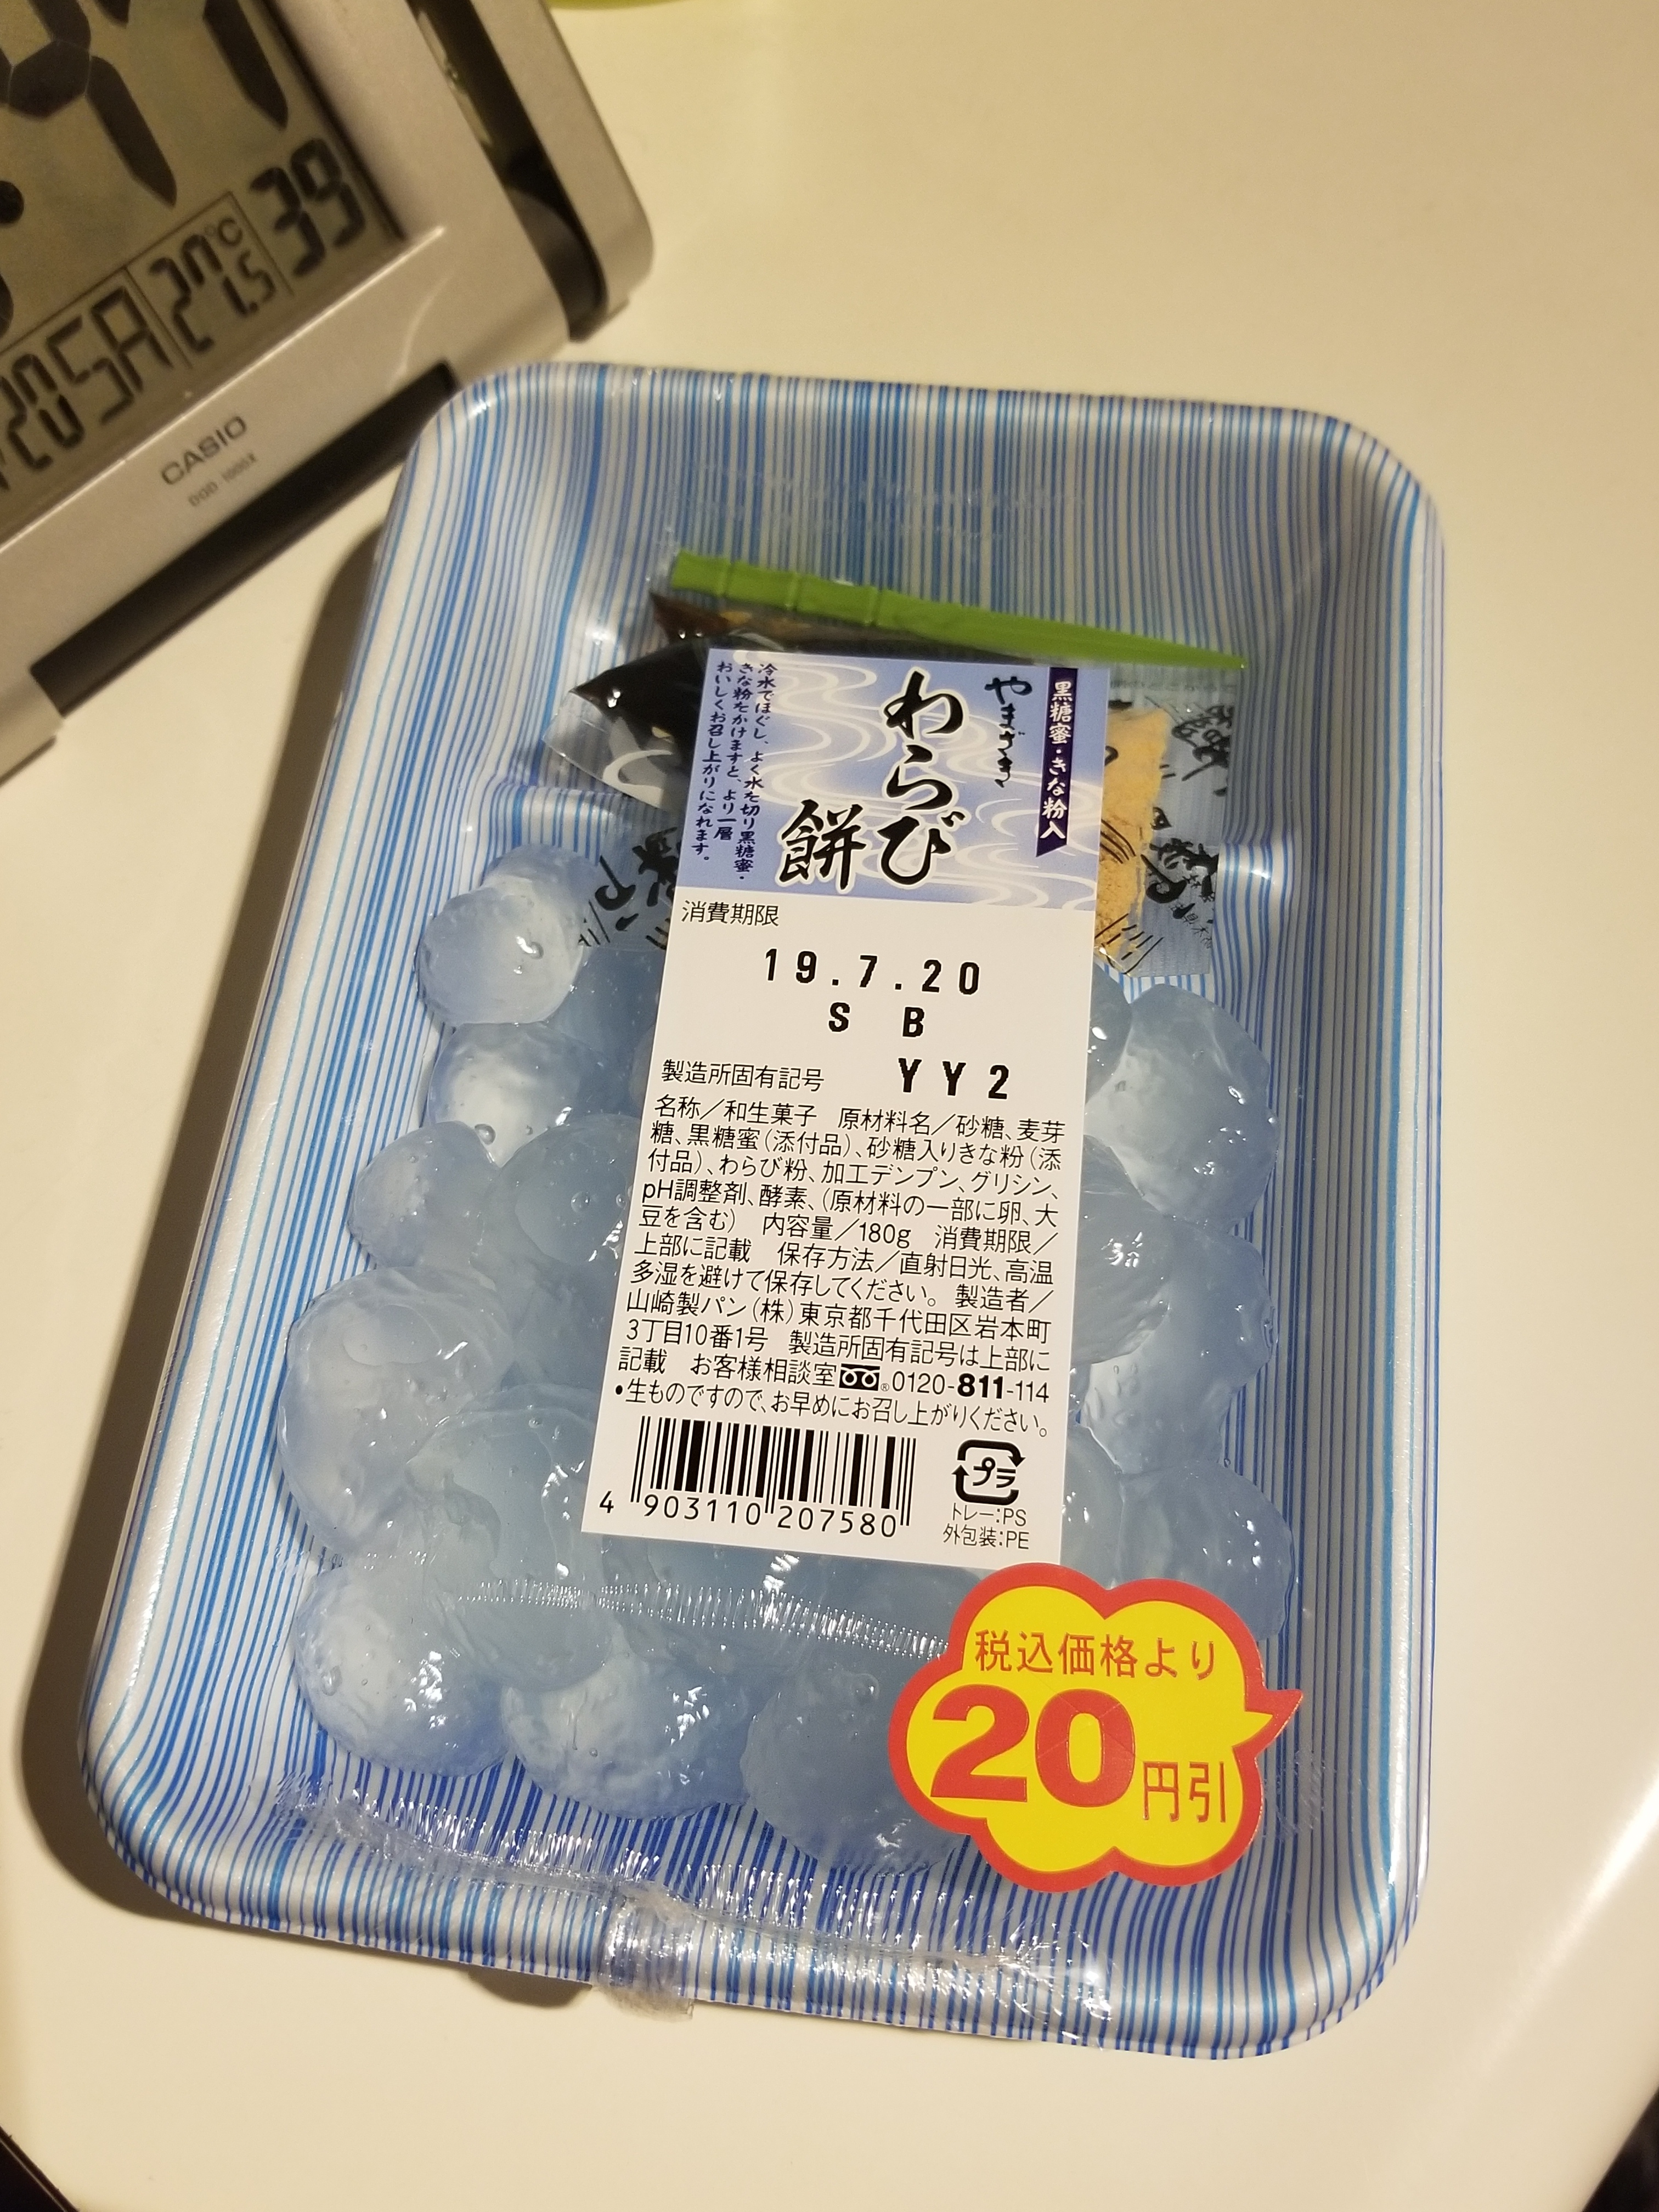 20SA
27.5
℃
39
CASIO
DQD-1000X
黒糖蜜・きな粉入
やまざき
わらび
餅
冷水でほぐし、よく水を切り黒糖蜜・
きな粉をかけますと、より一層
おいしくお召し上がりになれます。
消費期限
19.7.20
S B
製造所固有記号 YY2
名称／和生菓子 原材料名／砂糖、麦芽
糖、黒糖蜜（添付品）、砂糖入りきな粉（添
付品）、わらび粉、加工デンプン、グリシン、
pH調整剤、酵素、（原材料の一部に卵、大
豆を含む） 内容量／180g 消費期限／
上部に記載 保存方法／直射日光、高温
多湿を避けて保存してください。 製造者／
山崎製パン（株）東京都千代田区岩本町
3丁目10番1号 製造所固有記号は上部に
記載 お客様相談室 ® 0120-811-114
•生ものですので、お早めにお召し上がりください。
4 903110 207580
プラ
トレー：PS
外包装：PE
税込価格より
20円引